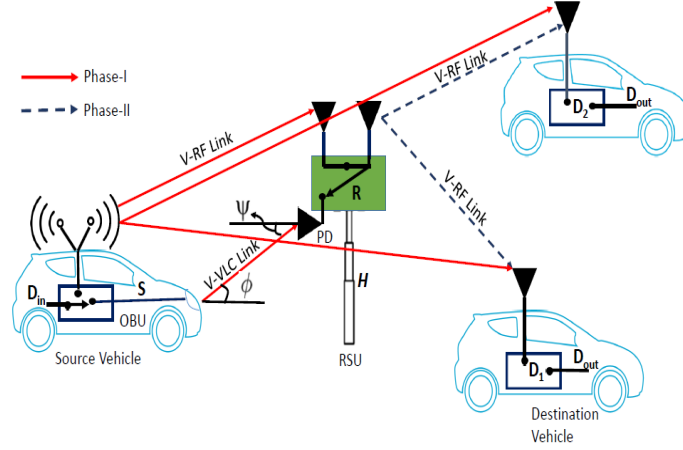 Phase-I
Phase-II
V-RF Link
V-RF Link
D2
Dout
V-RF Link
R
Ψ
PD
V-VLC Link
ϕ
H
RSU
Din
S
OBU
Source Vehicle
D1
Dout
Destination
Vehicle